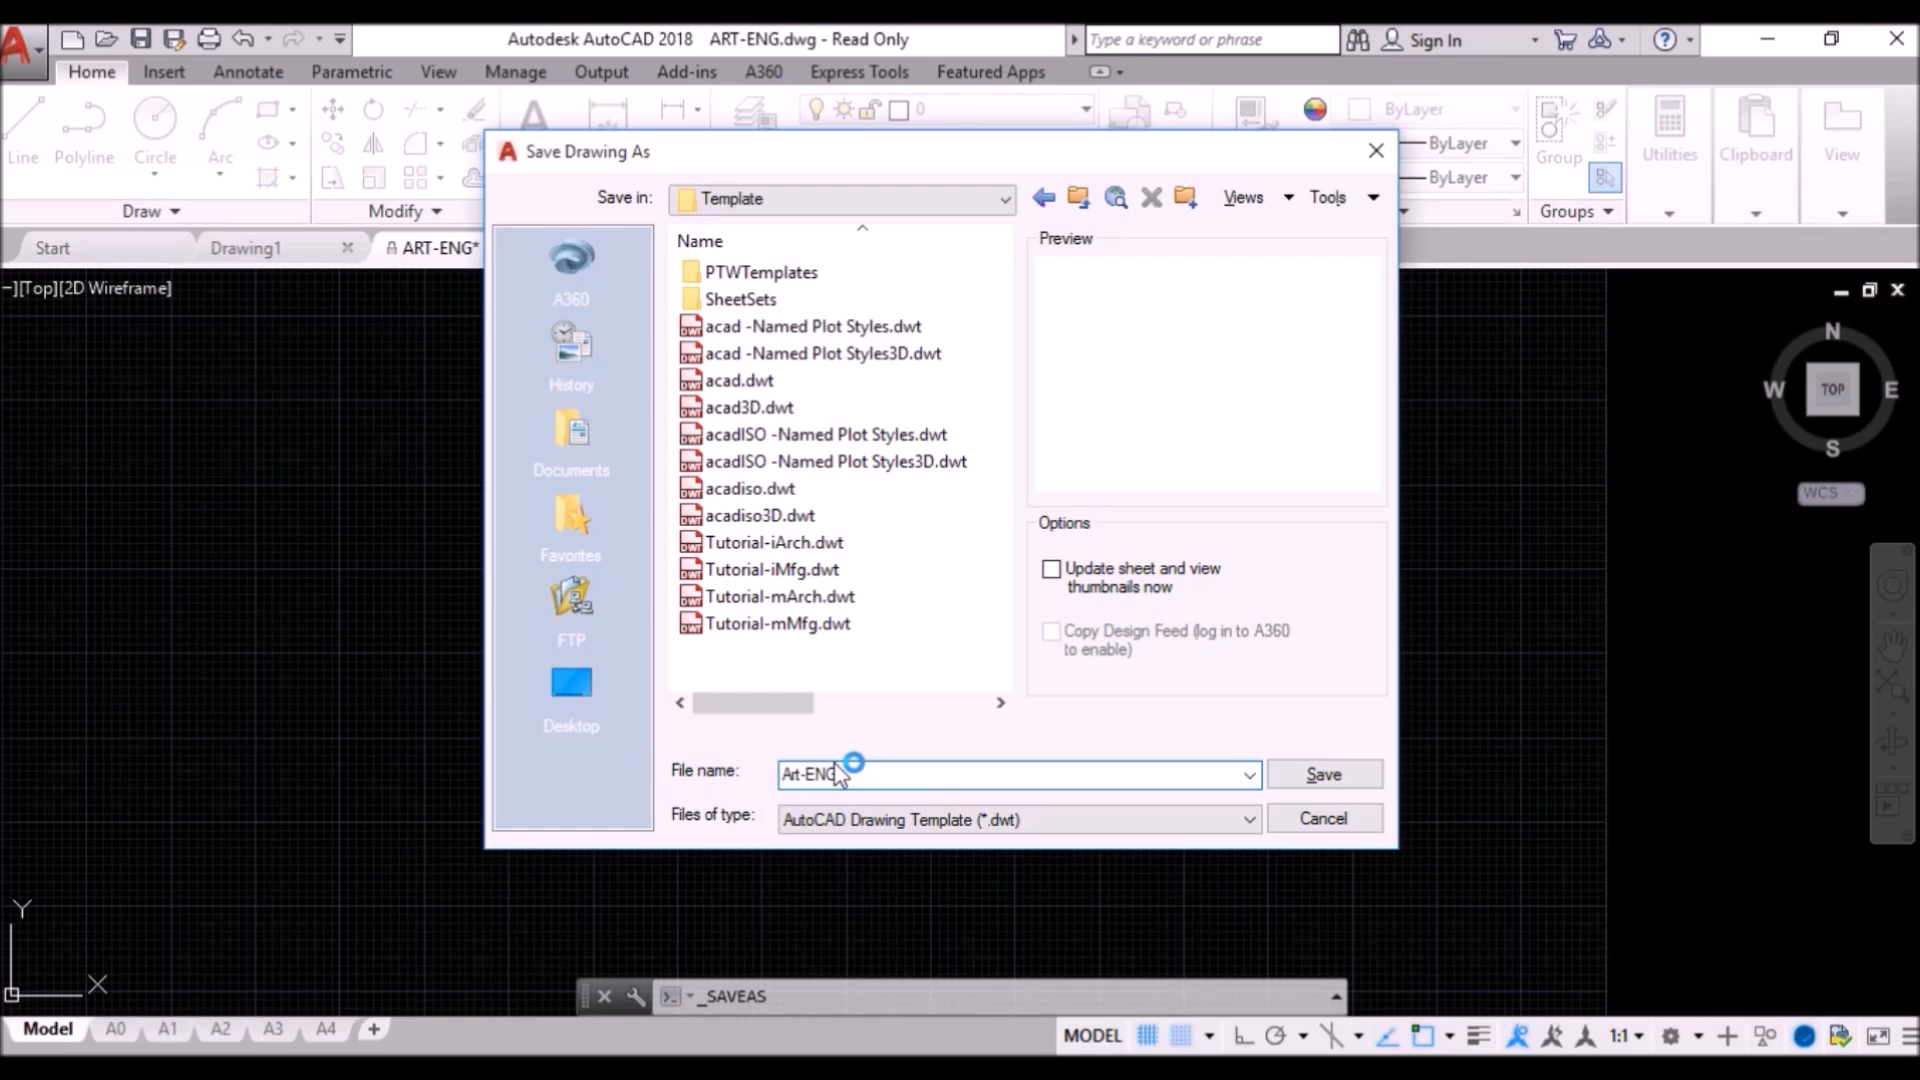 Autodesk AutoCAD 2018 ART-ENG.dwg - Read Only
Type a keyword or phrase
Sign In
Home Insert Annotate Parametric View Manage Output Add-ins A360 Express Tools Featured Apps
0
ByLayer
ByLayer
ByLayer
Line Polyline Circle Arc
Group Utilities Clipboard View
Draw Modify Groups
Start Drawing1 ART-ENG*
−][Top][2D Wireframe]
Save Drawing As
Save in: Template Views Tools
Name
PTWTemplates
SheetSets
acad -Named Plot Styles.dwt
acad -Named Plot Styles3D.dwt
acad.dwt
acad3D.dwt
acadISO -Named Plot Styles.dwt
acadISO -Named Plot Styles3D.dwt
acadiso.dwt
acadiso3D.dwt
Tutorial-iArch.dwt
Tutorial-iMfg.dwt
Tutorial-mArch.dwt
Tutorial-mMfg.dwt
A360
History
Documents
Favorites
FTP
Desktop
Preview
Options
Update sheet and view
thumbnails now
Copy Design Feed (log in to A360
to enable)
File name: Art-ENG Save
Files of type: AutoCAD Drawing Template (*.dwt) Cancel
N
W TOP E
S
WCS
Y
X
_SAVEAS
Model A0 A1 A2 A3 A4 +
MODEL 1:1